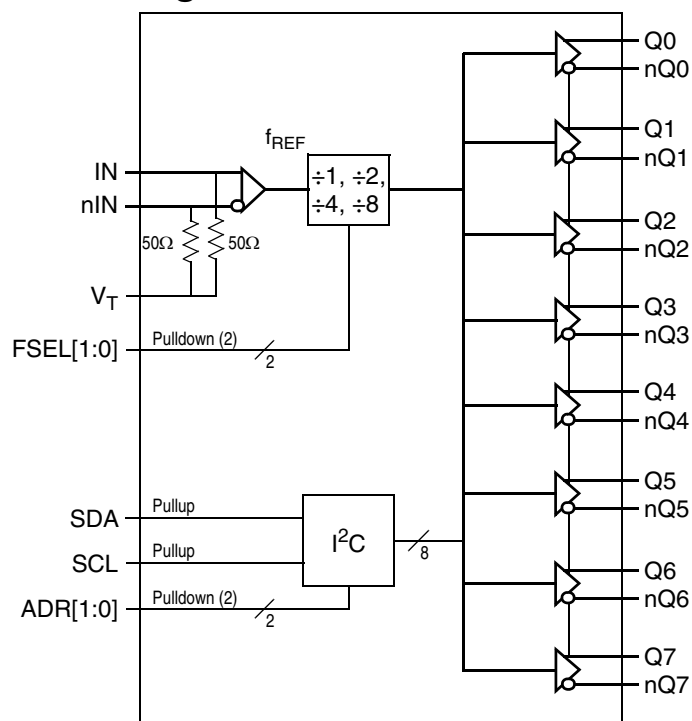 Q0
nQ0
Q1
nQ1
fREF
IN
nIN
÷1, ÷2,
÷4, ÷8
50Ω
50Ω
VT
Q2
nQ2
FSEL[1:0]
Pulldown (2)
2
Q3
nQ3
Q4
nQ4
SDA
Pullup
SCL
Pullup
I²C
8
ADR[1:0]
Pulldown (2)
2
Q5
nQ5
Q6
nQ6
Q7
nQ7